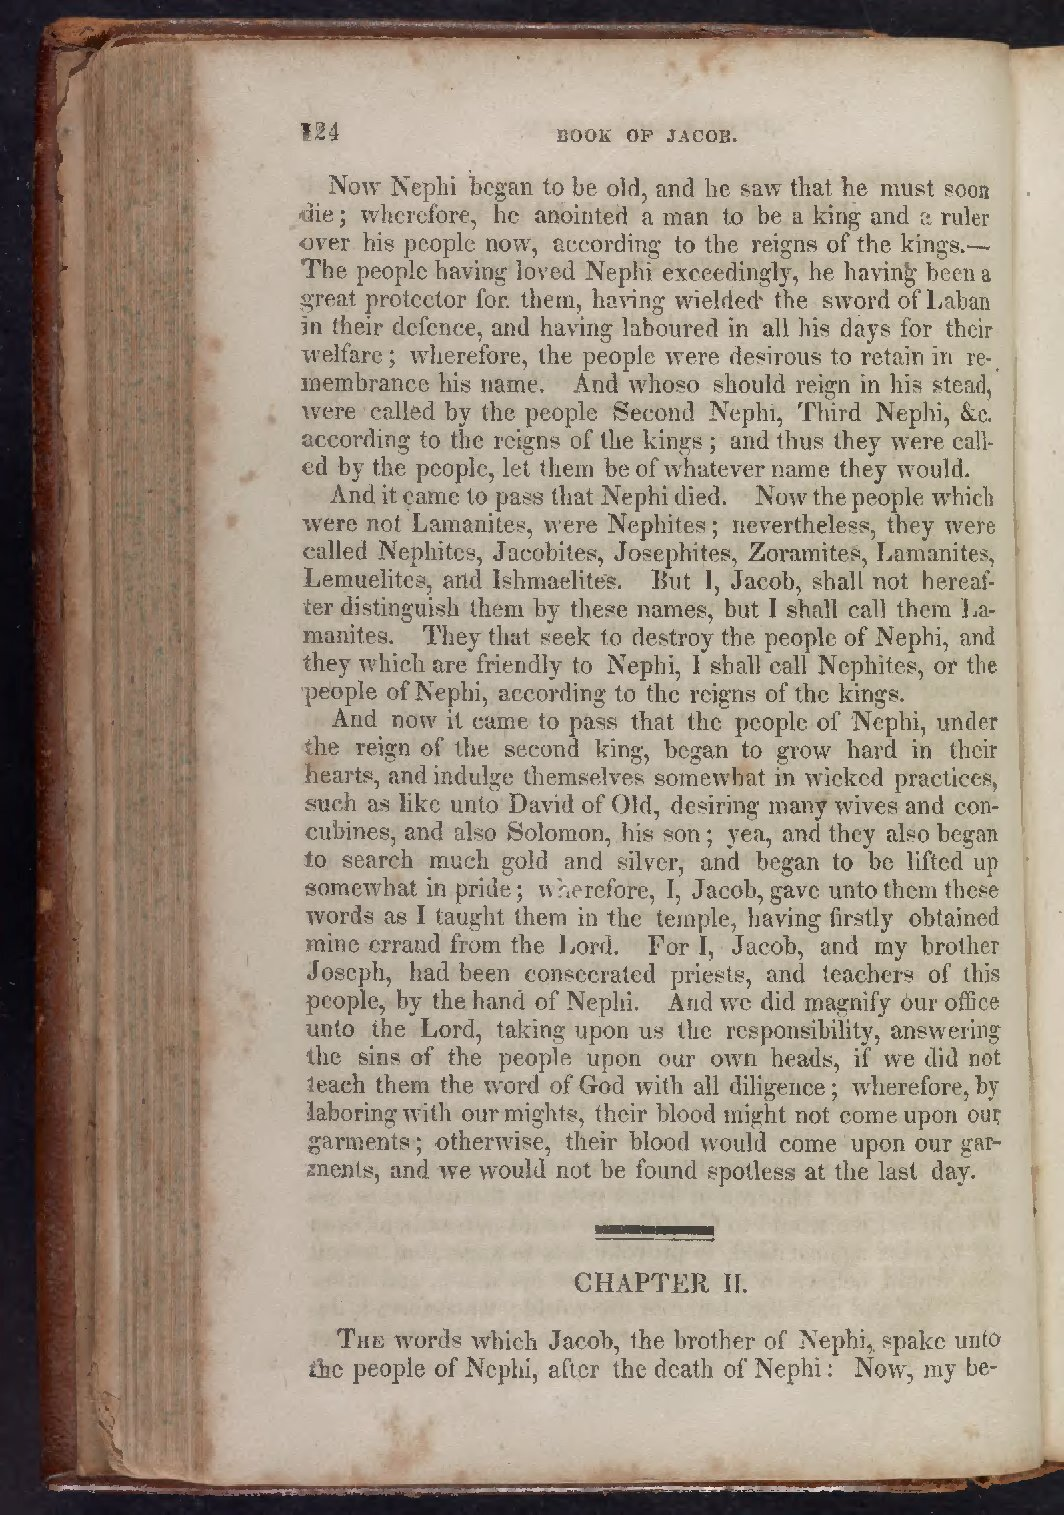 124 BOOK OF JACOB.
Now Nephi began to be old, and he saw that he must soon
die; wherefore, he anointed a man to be a king and a ruler
over his people now, according to the reigns of the kings.—
The people having loved Nephi exceedingly, he having been a
great protector for them, having wielded the sword of Laban
in their defence, and having laboured in all his days for their
welfare; wherefore, the people were desirous to retain in re-
membrance his name. And whoso should reign in his stead,
were called by the people Second Nephi, Third Nephi, &c.
according to the reigns of the kings; and thus they were call-
ed by the people, let them be of whatever name they would.
And it came to pass that Nephi died. Now the people which
were not Lamanites, were Nephites; nevertheless, they were
called Nephites, Jacobites, Josephites, Zoramites, Lamanites,
Lemuelites, and Ishmaelites. But I, Jacob, shall not hereaf-
ter distinguish them by these names, but I shall call them La-
manites. They that seek to destroy the people of Nephi, and
they which are friendly to Nephi, I shall call Nephites, or the
people of Nephi, according to the reigns of the kings.
And now it came to pass that the people of Nephi, under
the reign of the second king, began to grow hard in their
hearts, and indulge themselves somewhat in wicked practices,
such as like unto David of Old, desiring many wives and con-
cubines, and also Solomon, his son; yea, and they also began
to search much gold and silver, and began to be lifted up
somewhat in pride; wherefore, I, Jacob, gave unto them these
words as I taught them in the temple, having firstly obtained
mine errand from the Lord. For I, Jacob, and my brother
Joseph, had been consecrated priests, and teachers of this
people, by the hand of Nephi. And we did magnify our office
unto the Lord, taking upon us the responsibility, answering
the sins of the people upon our own heads, if we did not
teach them the word of God with all diligence; wherefore, by
laboring with our mights, their blood might not come upon our
garments; otherwise, their blood would come upon our gar-
ments, and we would not be found spotless at the last day.
CHAPTER II.
THE words which Jacob, the brother of Nephi, spake unto
the people of Nephi, after the death of Nephi: Now, my be-